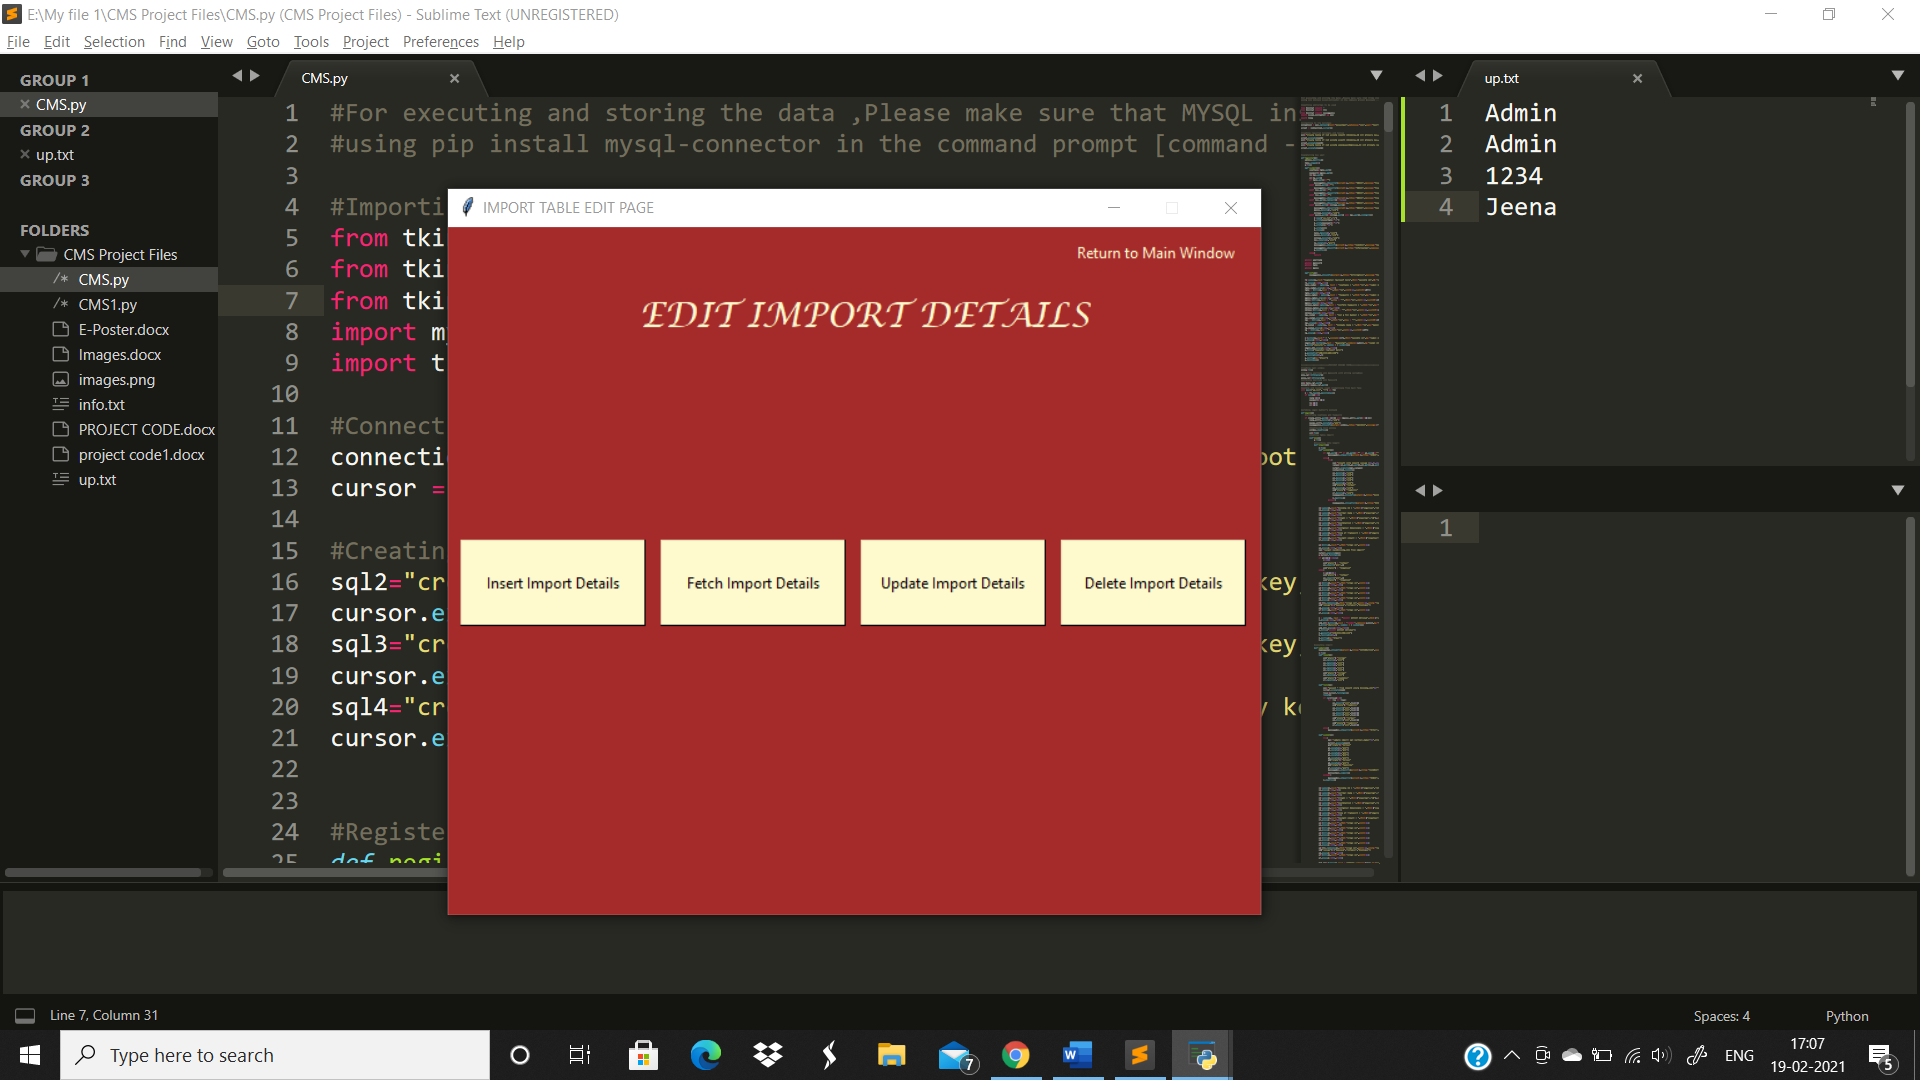 E:\My file 1\CMS Project Files\CMS.py (CMS Project Files) - Sublime Text (UNREGISTERED)
File Edit Selection Find View Goto Tools Project Preferences Help
GROUP 1
CMS.py
GROUP 2
up.txt
GROUP 3
FOLDERS
CMS Project Files
/* CMS.py
/* CMS1.py
E-Poster.docx
Images.docx
images.png
info.txt
PROJECT CODE.docx
project code1.docx
up.txt
CMS.py
1 #For executing and storing the data ,Please make sure that MYSQL in
2 #using pip install mysql-connector in the command prompt [command -
3
4 #Importi
5 from tki
6 from tki
7 from tki
8 import my
9 import t
10
11 #Connect
12 connecti oot
13 cursor =
14
15 #Creatin
16 sql2="cr key
17 cursor.e
18 sql3="cr key
19 cursor.e
20 sql4="cr y k
21 cursor.e
22
23
24 #Registe
25 def regi
IMPORT TABLE EDIT PAGE
Return to Main Window
EDIT IMPORT DETAILS
Insert Import Details
Fetch Import Details
Update Import Details
Delete Import Details
up.txt
1 Admin
2 Admin
3 1234
4 Jeena
1
Line 7, Column 31
Spaces: 4
Python
Type here to search
7
ENG
17:07
19-02-2021
5